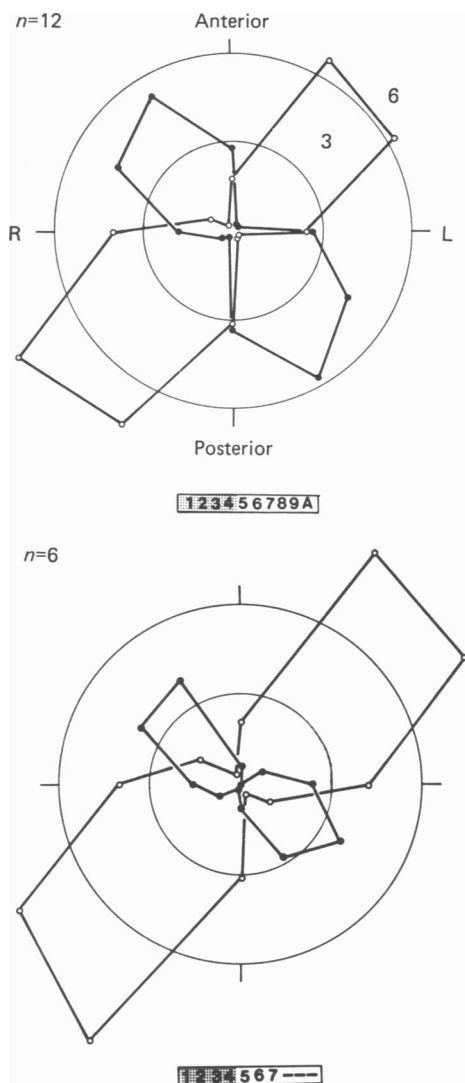 n=12
Anterior
6
3
R
L
Posterior
123456789A
n=6
1234567---